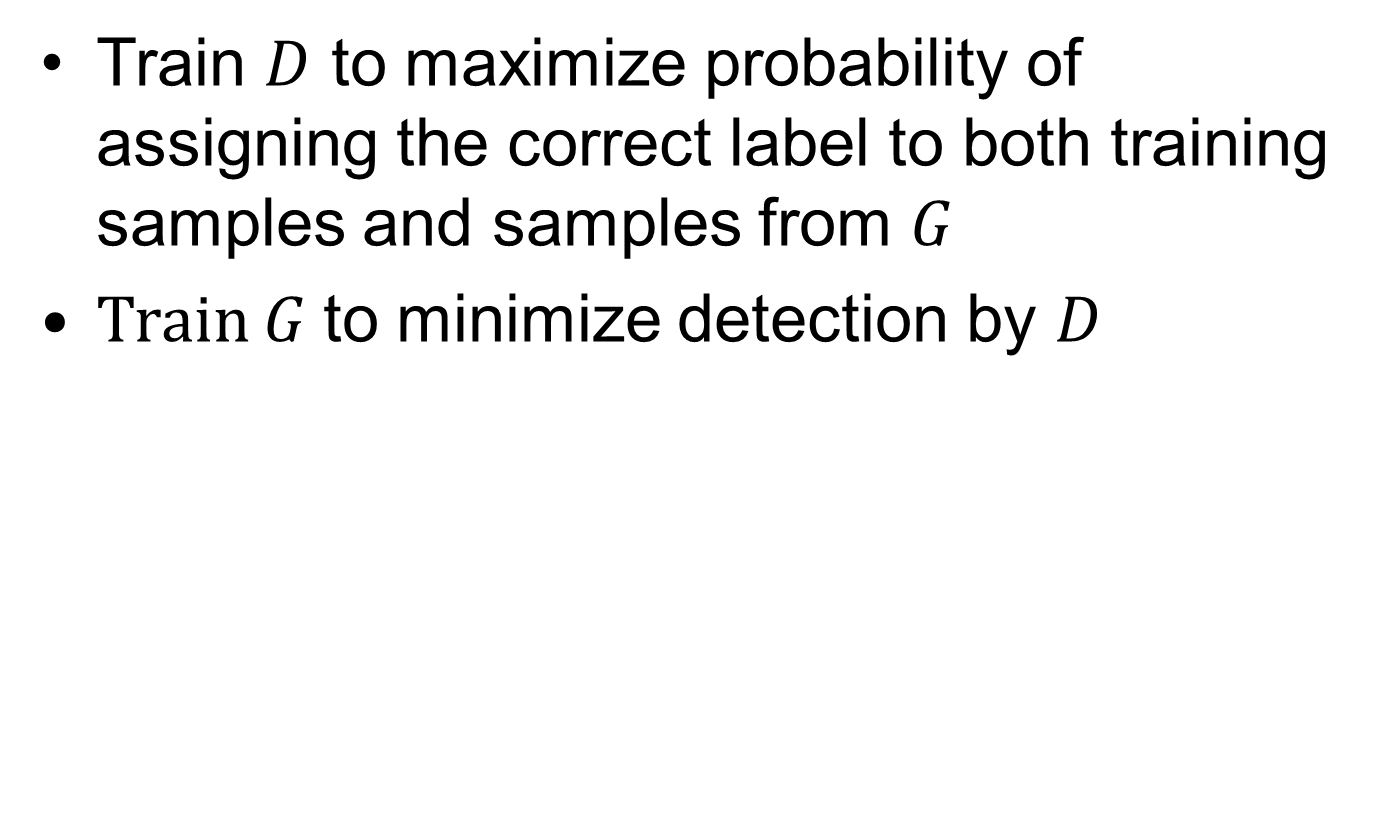 • Train 𝐷 to maximize probability of
assigning the correct label to both training
samples and samples from 𝐺
• Train 𝐺 to minimize detection by 𝐷